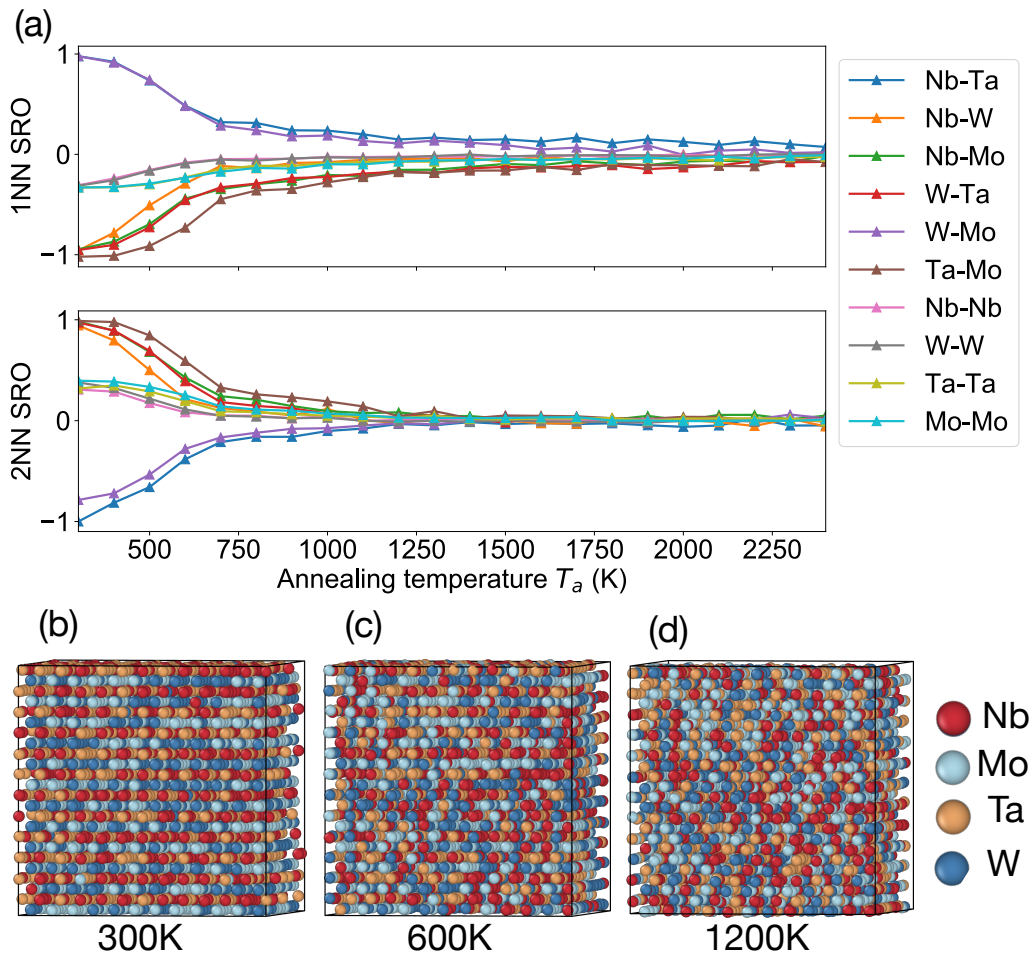 (a)
1
0
−1
1NN SRO
1
0
−1
2NN SRO
500
750
1000
1250
1500
1750
2000
2250
Annealing temperature Tₐ (K)
Nb-Ta
Nb-W
Nb-Mo
W-Ta
W-Mo
Ta-Mo
Nb-Nb
W-W
Ta-Ta
Mo-Mo
(b)
(c)
(d)
300K
600K
1200K
Nb
Mo
Ta
W